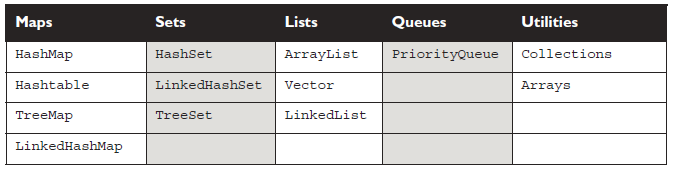 Maps Sets Lists Queues Utilities
HashMap HashSet ArrayList PriorityQueue Collections
Hashtable LinkedHashSet Vector Arrays
TreeMap TreeSet LinkedList
LinkedHashMap